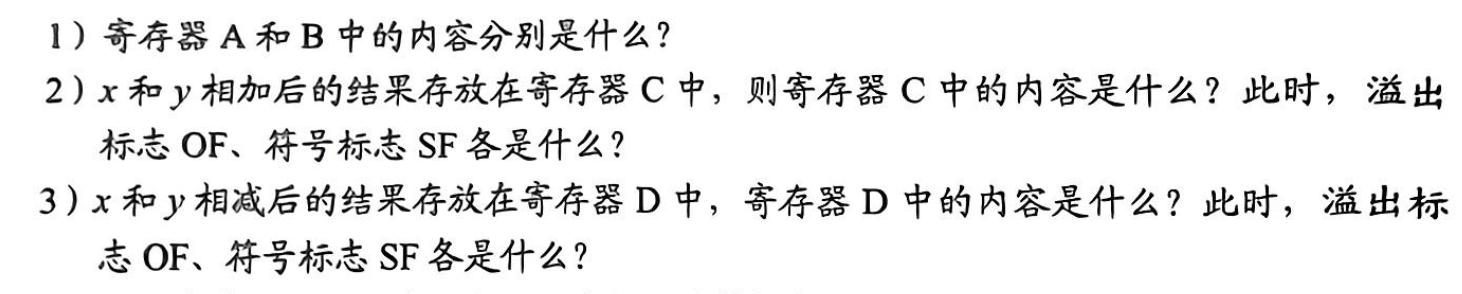 1）寄存器 A 和 B 中的内容分别是什么？
2）x 和 y 相加后的结果存放在寄存器 C 中，则寄存器 C 中的内容是什么？此时，溢出
标志 OF、符号标志 SF 各是什么？
3）x 和 y 相减后的结果存放在寄存器 D 中，寄存器 D 中的内容是什么？此时，溢出标
志 OF、符号标志 SF 各是什么？